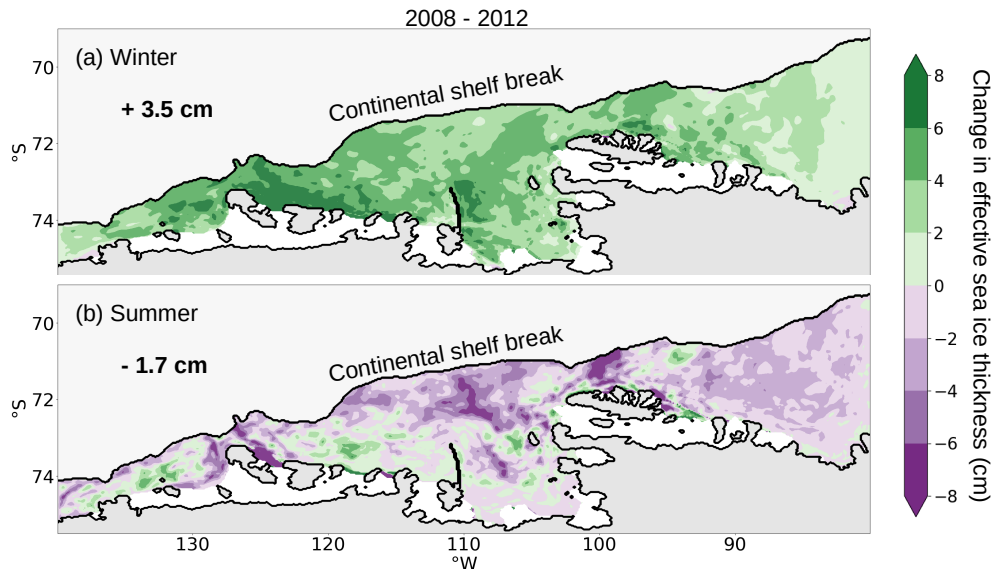 2008 - 2012
(a) Winter
+ 3.5 cm
Continental shelf break
70
72
74
°S
(b) Summer
- 1.7 cm
Continental shelf break
70
72
74
°S
130
120
110
100
90
°W
8
6
4
2
0
−2
−4
−6
−8
Change in effective sea ice thickness (cm)